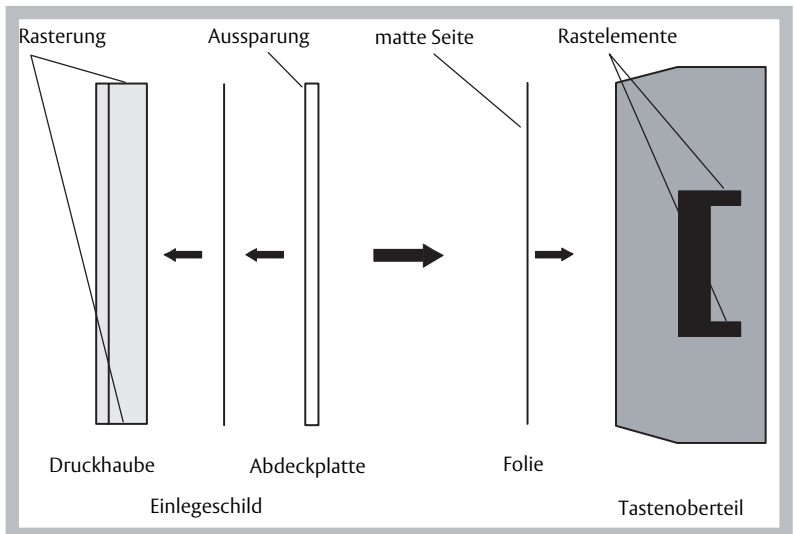 Rasterung
Aussparung
matte Seite
Rastelemente
Druckhaube
Abdeckplatte
Folie
Einlegeschild
Tastenoberteil